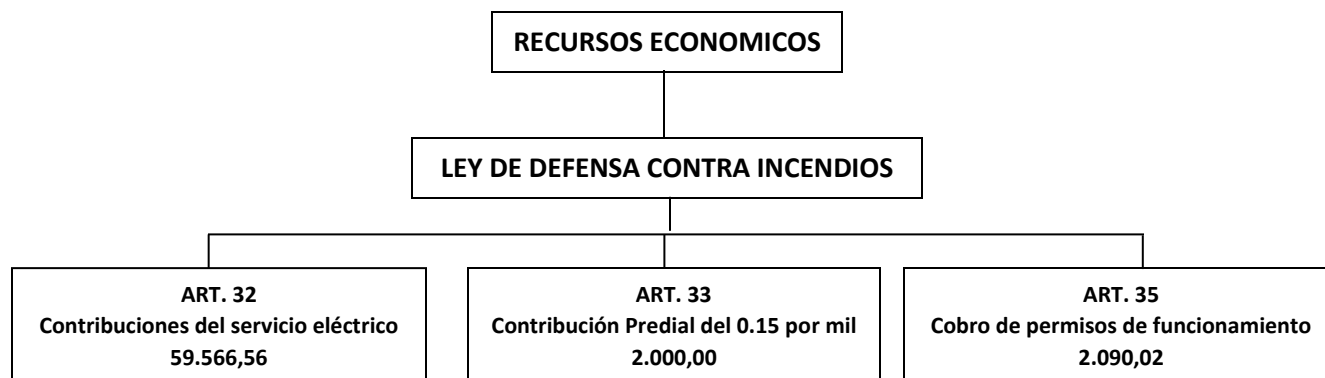 RECURSOS ECONOMICOS
LEY DE DEFENSA CONTRA INCENDIOS
ART. 32
Contribuciones del servicio eléctrico
59.566,56
ART. 33
Contribución Predial del 0.15 por mil
2.000,00
ART. 35
Cobro de permisos de funcionamiento
2.090,02